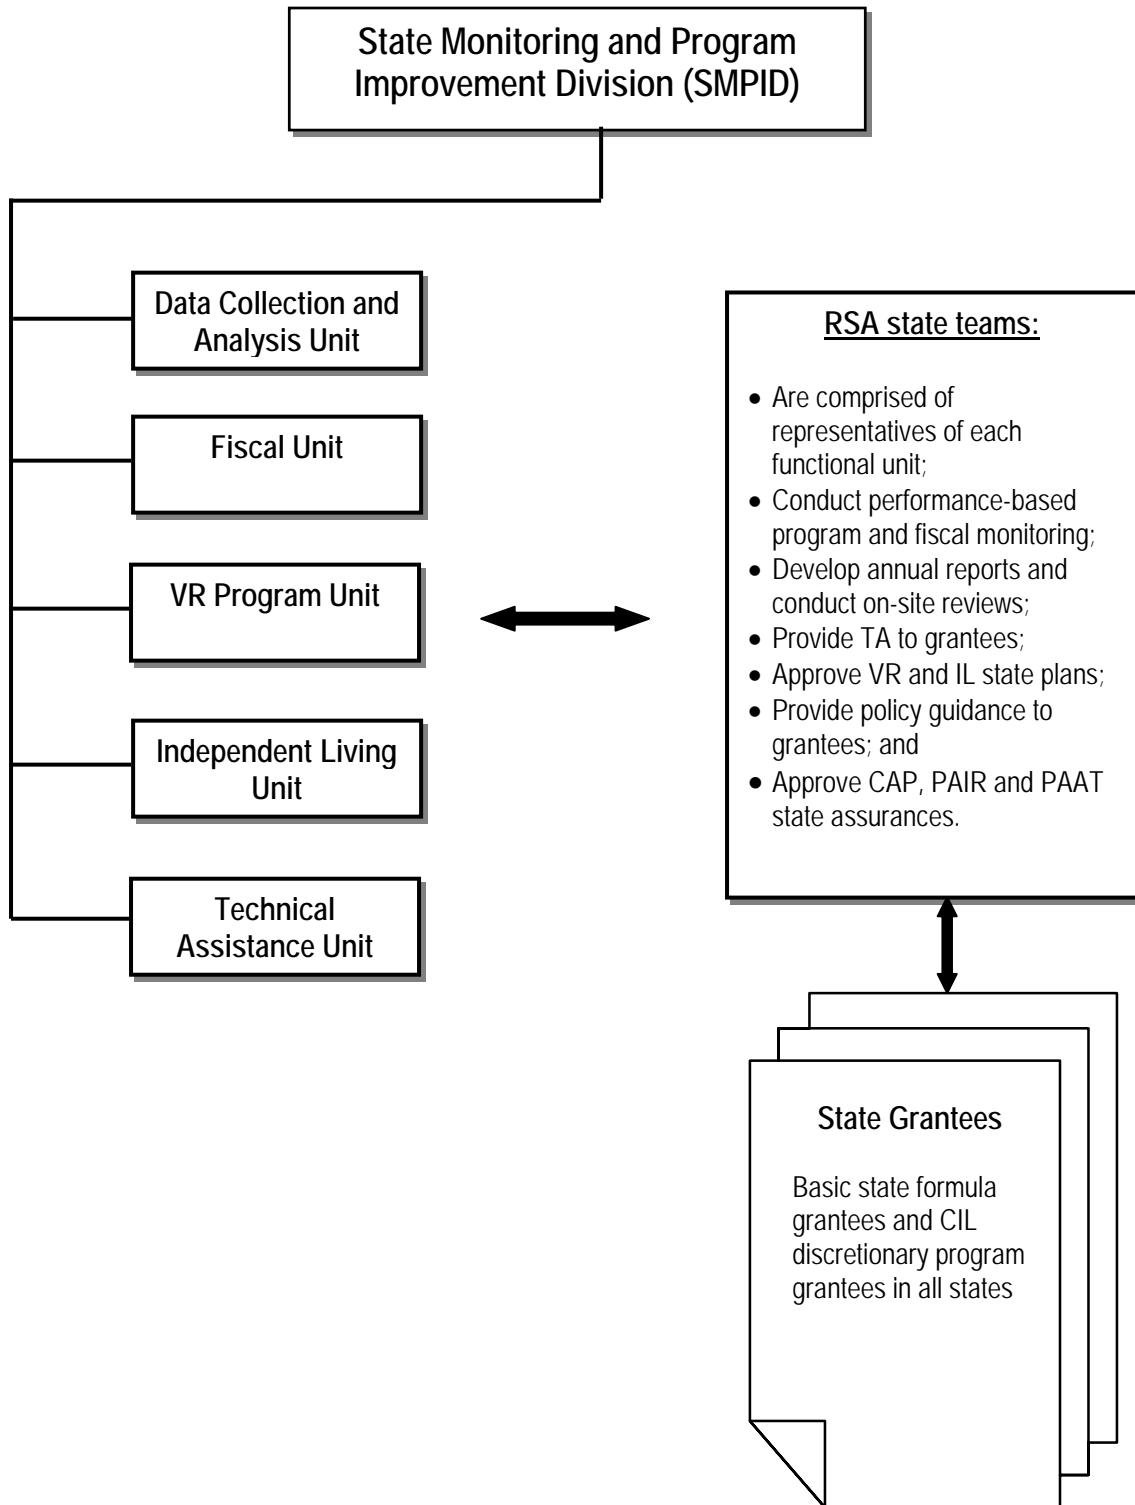 State Monitoring and Program
Improvement Division (SMPID)
Data Collection and
Analysis Unit
Fiscal Unit
VR Program Unit
Independent Living
Unit
Technical
Assistance Unit
RSA state teams:
• Are comprised of
representatives of each
functional unit;
• Conduct performance-based
program and fiscal monitoring;
• Develop annual reports and
conduct on-site reviews;
• Provide TA to grantees;
• Approve VR and IL state plans;
• Provide policy guidance to
grantees; and
• Approve CAP, PAIR and PAAT
state assurances.
State Grantees
Basic state formula
grantees and CIL
discretionary program
grantees in all states